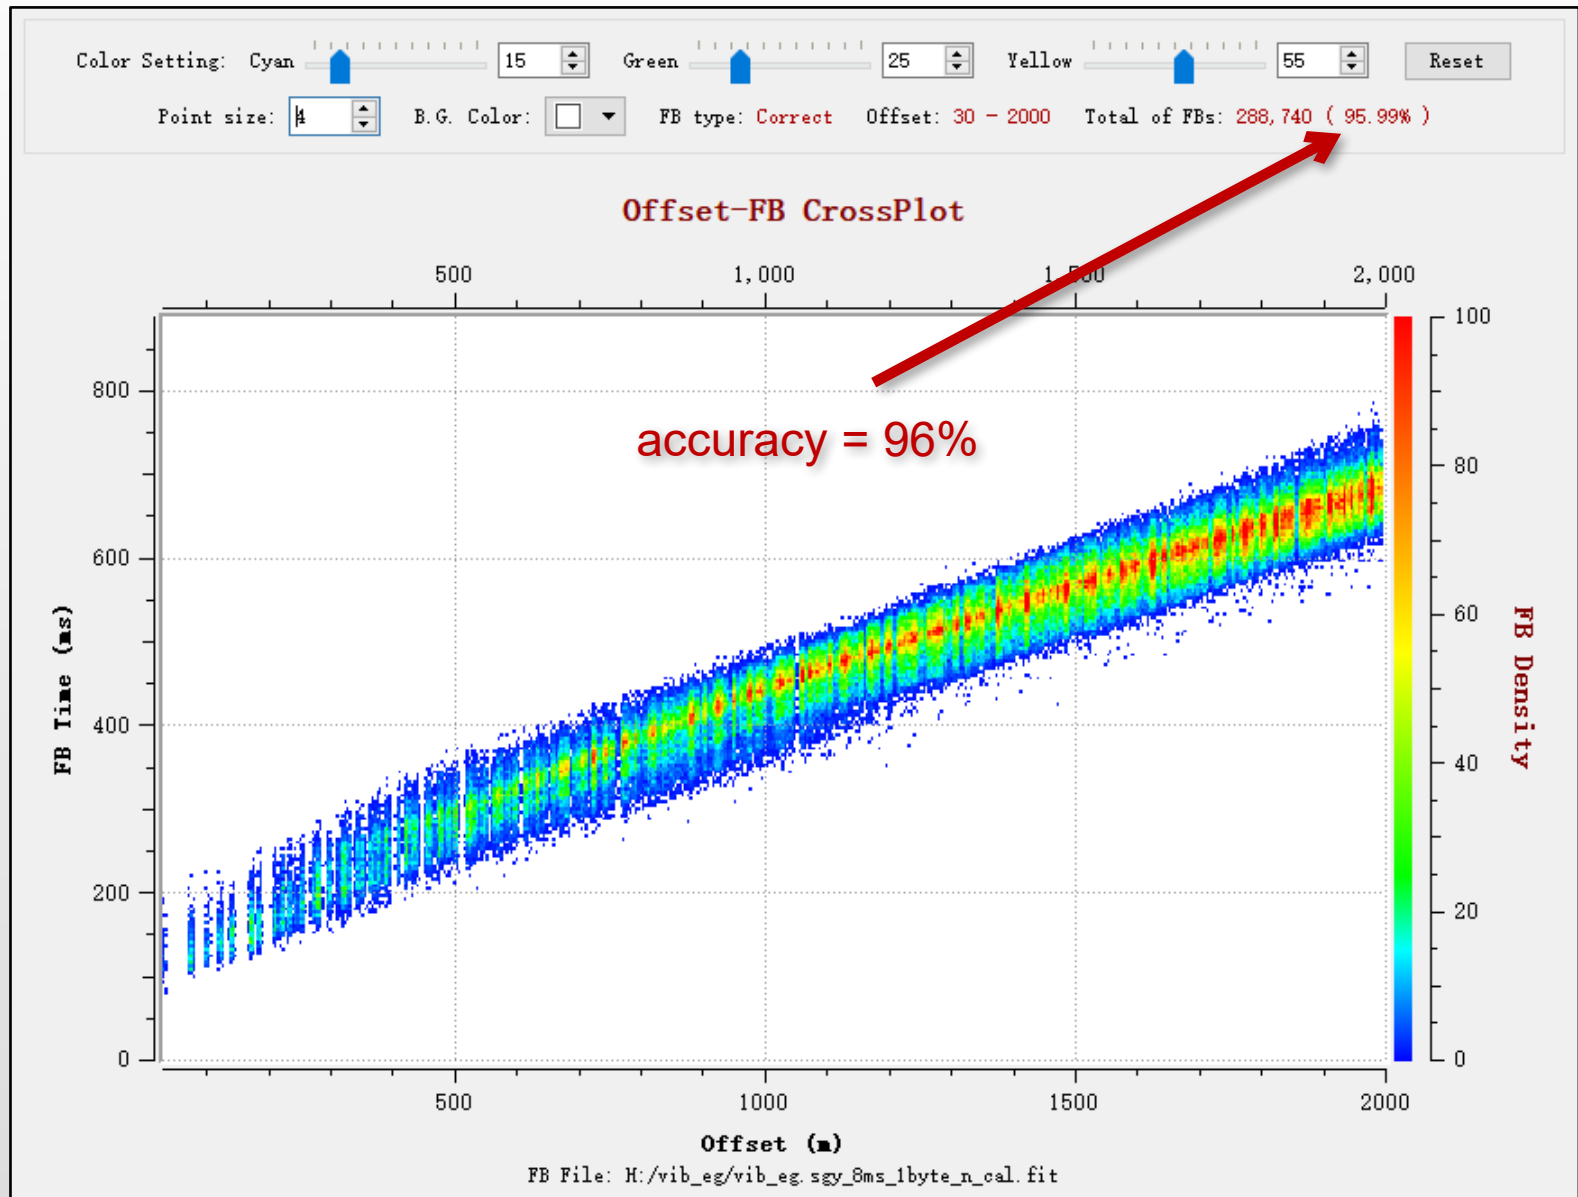 Color Setting: Cyan 15 Green 25 Yellow 55 Reset
Point size: 4 B.G. Color: FB type: Correct Offset: 30 - 2000 Total of FBs: 288,740 ( 95.99% )
Offset-FB CrossPlot
500 1,000 1,500 2,000
100
800
accuracy = 96%
80
600
60
FB Time (ms)
FB Density
400
40
200
20
0 0
500 1000 1500 2000
Offset (m)
FB File: H:/vib_eg/vib_eg.sgy_8ms_1byte_n_cal.fit